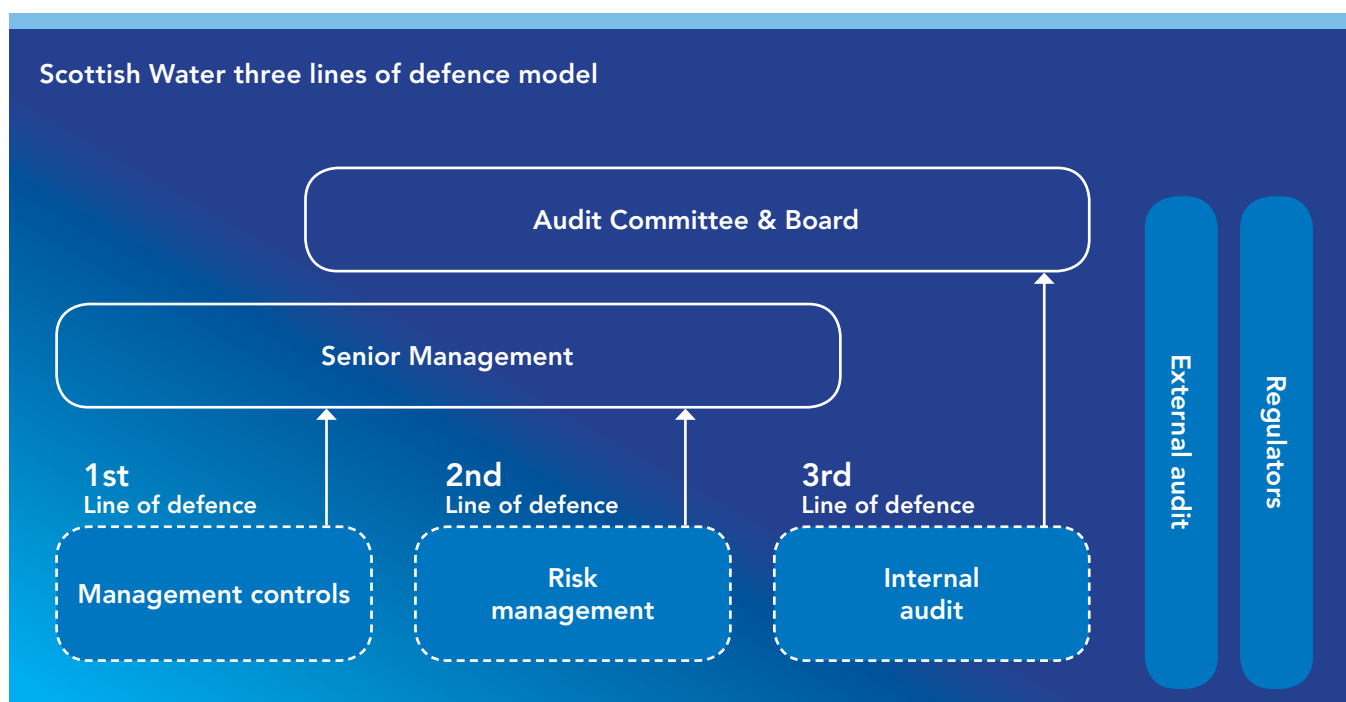 Scottish Water three lines of defence model
Audit Committee & Board
Senior Management
1st
Line of defence
2nd
Line of defence
3rd
Line of defence
Management controls
Risk
management
Internal
audit
External audit
Regulators